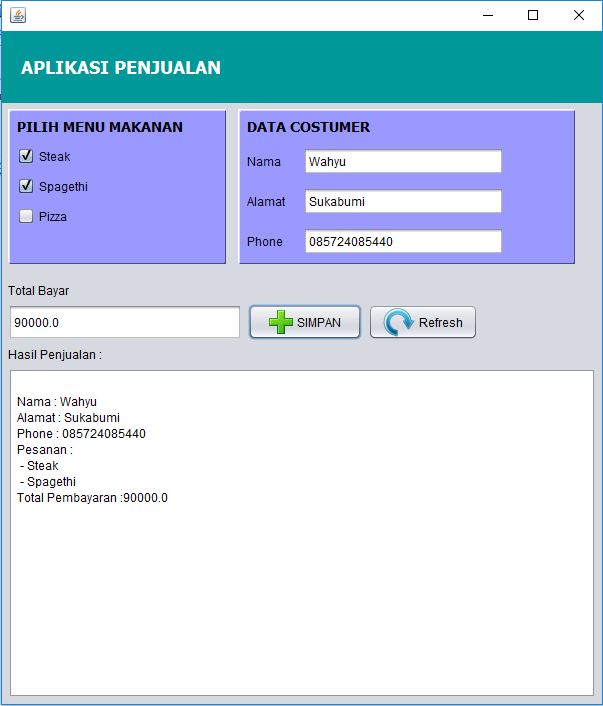 APLIKASI PENJUALAN
PILIH MENU MAKANAN
Steak
Spagethi
Pizza
DATA COSTUMER
Nama Wahyu
Alamat Sukabumi
Phone 085724085440
Total Bayar
90000.0 SIMPAN Refresh
Hasil Penjualan :
Nama : Wahyu
Alamat : Sukabumi
Phone : 085724085440
Pesanan :
- Steak
- Spagethi
Total Pembayaran :90000.0